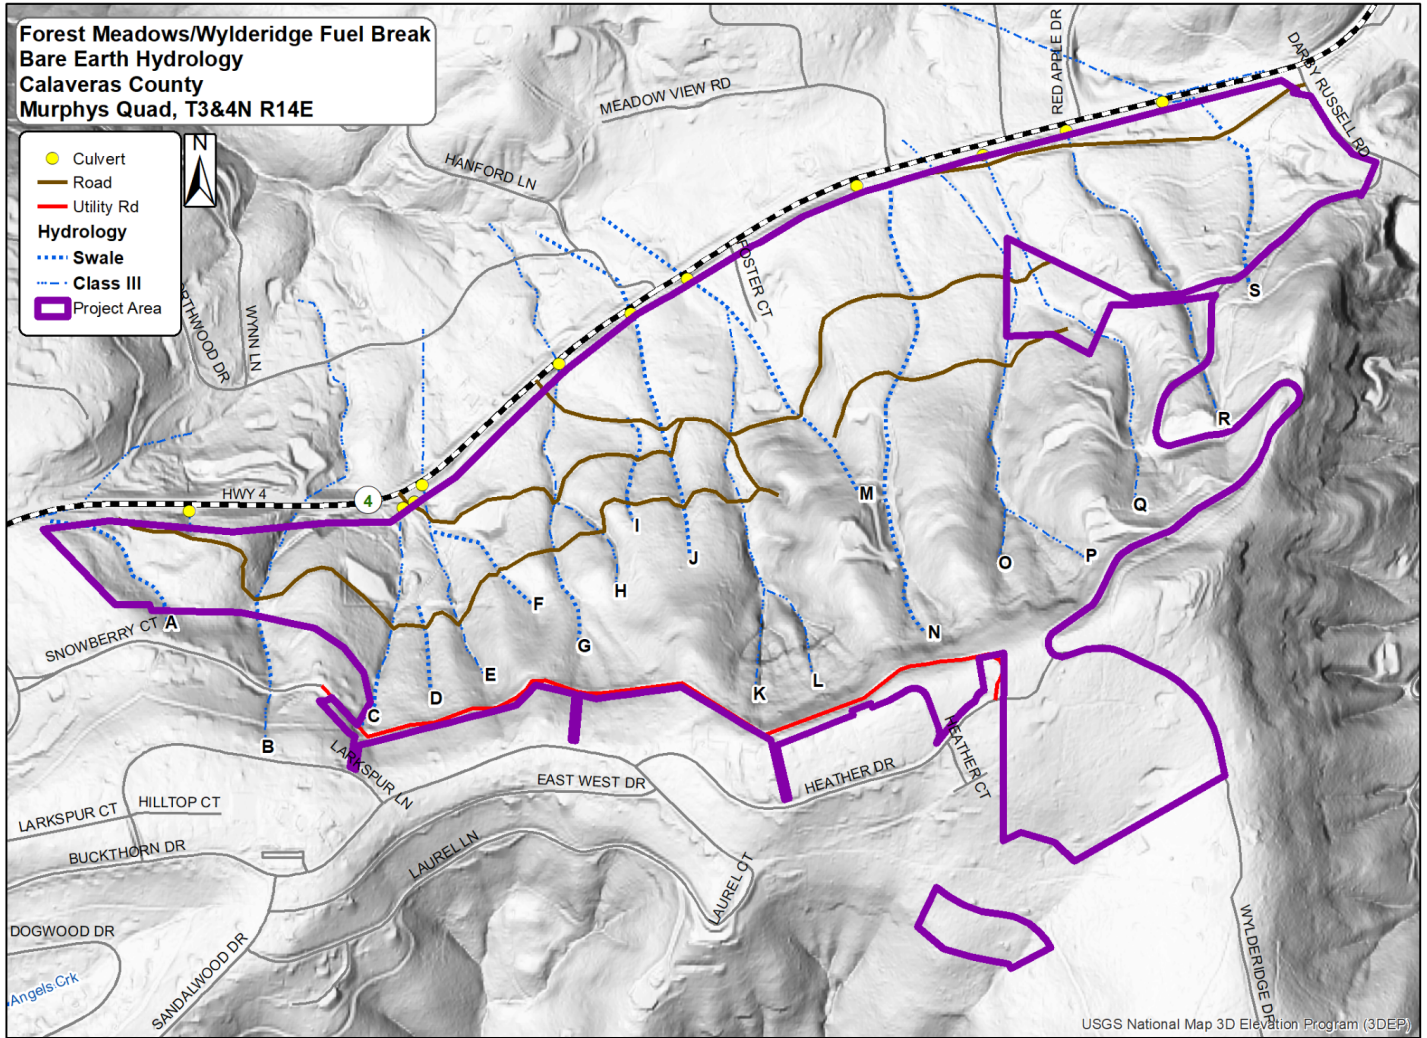 Forest Meadows/Wylderidge Fuel Break
Bare Earth Hydrology
Calaveras County
Murphys Quad, T3&4N R14E
N
Culvert
Road
Utility Rd
Hydrology
Swale
Class III
Project Area
MEADOW VIEW RD
RED APPLE DR
DARBY RUSSELL RD
HANFORD LN
FOSTER CT
WYNN LN
HWY 4
4
SNOWBERRY CT
A
B
C
D
E
F
G
H
I
J
K
L
M
N
O
P
Q
R
S
LARKSPUR LN
EAST WEST DR
HEATHER DR
HEATHER CT
LARKSPUR CT
HILLTOP CT
BUCKTHORN DR
LAUREL LN
LAUREL CT
DOGWOOD DR
SANDALWOOD DR
Angels Crk
WYLDERIDGE DR
USGS National Map 3D Elevation Program (3DEP)